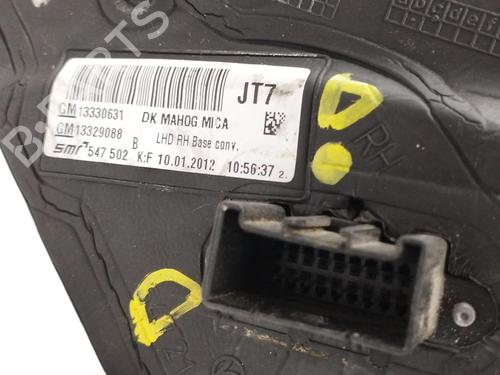 GM 13330631 DK MAHOG MICA JT7
GM 13329088 B LHD RH Base conv.
smr 547 502 K:F 10.01.2012 10:56:37 2.
RH
B-PARTS